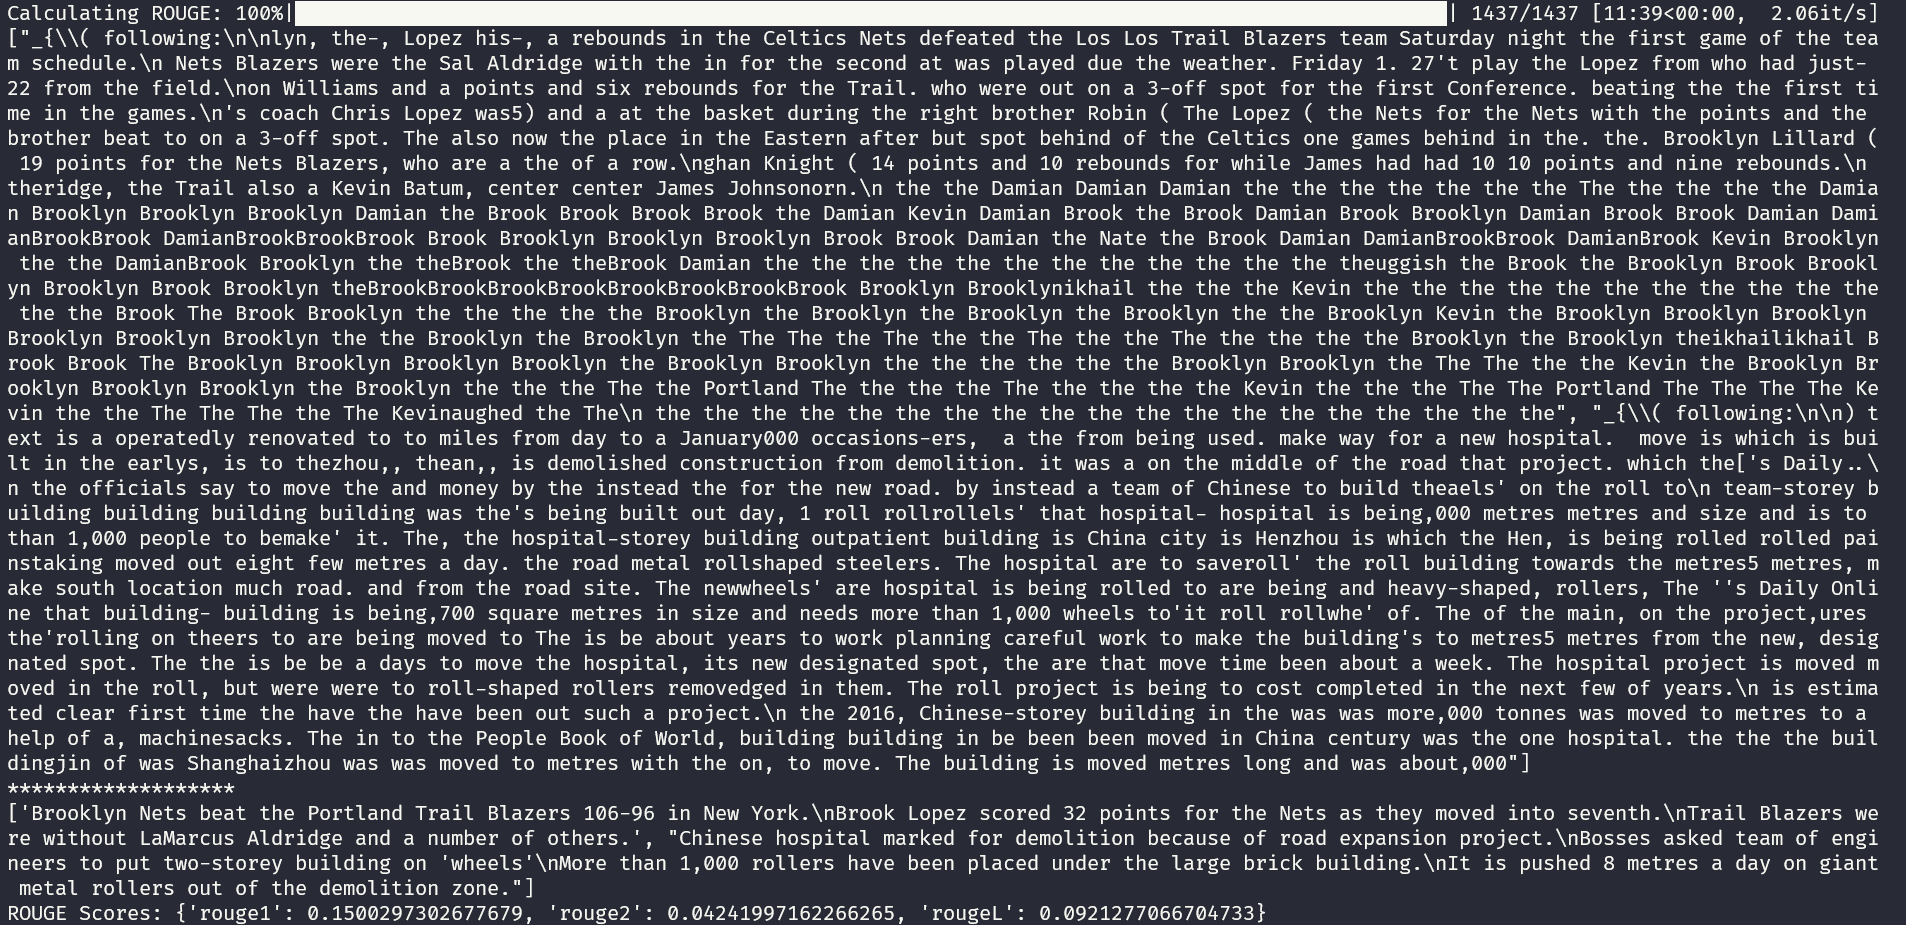 Calculating ROUGE: 100%| | 1437/1437 [11:39<00:00,  2.06it/s]
["_{\\( following:\n\nlyn, the-, Lopez his-, a rebounds in the Celtics Nets defeated the Los Los Trail Blazers team Saturday night the first game of the tea
m schedule.\n Nets Blazers were the Sal Aldridge with the in for the second at was played due the weather. Friday 1. 27't play the Lopez from who had just-
22 from the field.\non Williams and a points and six rebounds for the Trail. who were out on a 3-off spot for the first Conference. beating the the first ti
me in the games.\n's coach Chris Lopez was5) and a at the basket during the right brother Robin ( The Lopez ( the Nets for the Nets with the points and the
brother beat to on a 3-off spot. The also now the place in the Eastern after but spot behind of the Celtics one games behind in the. the. Brooklyn Lillard (
 19 points for the Nets Blazers, who are a the of a row.\nghan Knight ( 14 points and 10 rebounds for while James had had 10 10 points and nine rebounds.\n
theridge, the Trail also a Kevin Batum, center center James Johnsonorn.\n the the Damian Damian Damian the the the the the the the The the the the the Damia
n Brooklyn Brooklyn Brooklyn Damian the Brook Brook Brook Brook the Damian Kevin Damian Brook the Brook Damian Brook Brooklyn Damian Brook Brook Damian Dami
anBrookBrook DamianBrookBrookBrook Brook Brooklyn Brooklyn Brooklyn Brook Brook Damian the Nate the Brook Damian DamianBrookBrook DamianBrook Kevin Brooklyn
 the the DamianBrook Brooklyn the theBrook the theBrook Damian the the the the the the the the the the the theuggish the Brook the Brooklyn Brook Brookl
yn Brooklyn Brook Brooklyn theBrookBrookBrookBrookBrookBrookBrookBrook Brooklyn Brooklynikhail the the the Kevin the the the the the the the the the the the
 the the Brook The Brook Brooklyn the the the the the Brooklyn the Brooklyn the Brooklyn the Brooklyn the the Brooklyn Kevin the Brooklyn Brooklyn Brooklyn
Brooklyn Brooklyn Brooklyn the the Brooklyn the Brooklyn the The The the the The the the the the The the the the the Brooklyn the Brooklyn theikhailikhail B
rook Brook The Brooklyn Brooklyn Brooklyn Brooklyn the Brooklyn Brooklyn the the the the the Brooklyn Brooklyn the The The the the Kevin the Brooklyn Br
ooklyn Brooklyn Brooklyn the Brooklyn the the the The the Portland The the the the The the the the the Kevin the the the The The Portland The The The The Ke
vin the the The The The the The Kevinaughed the The\n the the the the the the the the the the the the the the the the the the the", "_{\\( following:\n\n) t
ext is a operatedly renovated to to miles from day to a January000 occasions-ers,  a the from being used. make way for a new hospital.  move is which is bui
lt in the earlys, is to thezhou,, thean,, is demolished construction from demolition. it was a on the middle of the road that project. which the['s Daily..\
n the officials say to move the and money by the instead the for the new road. by instead a team of Chinese to build theaels' on the roll to\n team-storey b
uilding building building building was the's being built out day, 1 roll rollrollels' that hospital- hospital is being,000 metres metres and size and is to
than 1,000 people to bemake' it. The, the hospital-storey building outpatient building is China city is Henzhou is which the Hen, is being rolled rolled pai
nstaking moved out eight few metres a day. the road metal rollshaped steelers. The hospital are to saveroll' the roll building towards the metres5 metres, m
ake south location much road. and from the road site. The newwheels' are hospital is being rolled to are being and heavy-shaped, rollers, The ''s Daily Onli
ne that building- building is being,700 square metres in size and needs more than 1,000 wheels to'it roll rollwhe' of. The of the main, on the project,ures
the'rolling on theers to are being moved to The is be about years to work planning careful work to make the building's to metres5 metres from the new, desig
nated spot. The the is be be a days to move the hospital, its new designated spot, the are that move time been about a week. The hospital project is moved m
oved in the roll, but were were to roll-shaped rollers removedged in them. The roll project is being to cost completed in the next few of years.\n is estima
ted clear first time the have the have been out such a project.\n the 2016, Chinese-storey building in the was was more,000 tonnes was moved to metres to a
help of a, machinesacks. The in to the People Book of World, building building in be been been moved in China century was the one hospital. the the the buil
dingjin of was Shanghaizhou was was moved to metres with the on, to move. The building is moved metres long and was about,000"]
*******************
['Brooklyn Nets beat the Portland Trail Blazers 106-96 in New York.\nBrook Lopez scored 32 points for the Nets as they moved into seventh.\nTrail Blazers we
re without LaMarcus Aldridge and a number of others.', "Chinese hospital marked for demolition because of road expansion project.\nBosses asked team of engi
neers to put two-storey building on 'wheels'\nMore than 1,000 rollers have been placed under the large brick building.\nIt is pushed 8 metres a day on giant
 metal rollers out of the demolition zone."]
ROUGE Scores: {'rouge1': 0.1500297302677679, 'rouge2': 0.04241997162266265, 'rougeL': 0.0921277066704733}